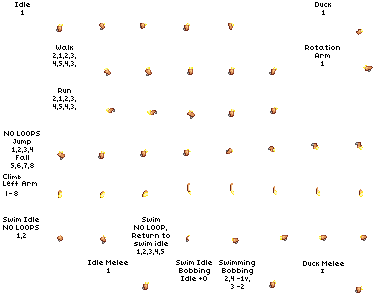 Idle
1
Duck
1
Walk
2,1,2,3,
4,5,4,3,
Rotation
Arm
1
Run
2,1,2,3,
4,5,4,3,
NO LOOPS
Jump
1,2,3,4
Fall
5,6,7,8
Climb
Left Arm
1-8
Swim Idle
NO LOOPS
1,2
Swim
NO LOOP,
Return to
swim idle
1,2,3,4,5
Idle Melee
1
Swim Idle
Bobbing
Idle +0
Swimming
Bobbing
2,4 -1v,
3 -2
Duck Melee
1